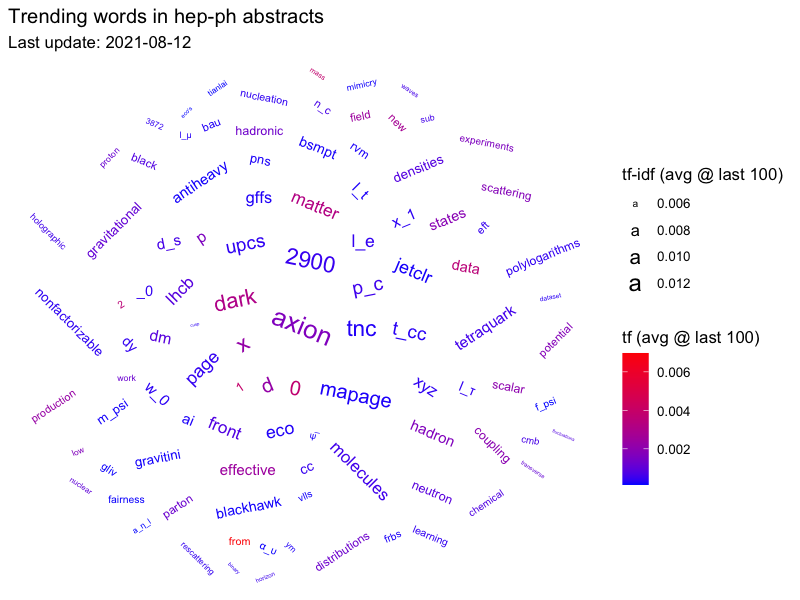 Trending words in hep-ph abstracts
Last update: 2021-08-12
mass
tianlai
mimicry
waves
nucleation
n_c
field
new
sub
3872
l_μ
bau
hadronic
bsmpt
rvm
experiments
proton
black
pns
densities
antiheavy
gffs
matter
l_t
x_1
states
scattering
eft
holographic
gravitational
d_s
p
upcs
2900
l_e
jetclr
data
polylogarithms
_0
lhcb
dark
p_c
dataset
2
nonfactorizable
dy
dm
axion
tnc
t_cc
tetraquark
potential
x
page
work
production
w_0
1
d
0
mapage
xyz
l_τ
scalar
f_psi
m_psi
ai
front
eco
hadron
coupling
cmb
fluctuations
low
gliv
gravitini
effective
cc
molecules
transverse
nuclear
fairness
parton
blackhawk
vlls
neutron
chemical
a_n_l
from
α_υ
ym
distributions
frbs
learning
rescattering
binary
horizon
tf-idf (avg @ last 100)
a 0.006
a 0.008
a 0.010
a 0.012
tf (avg @ last 100)
0.006
0.004
0.002